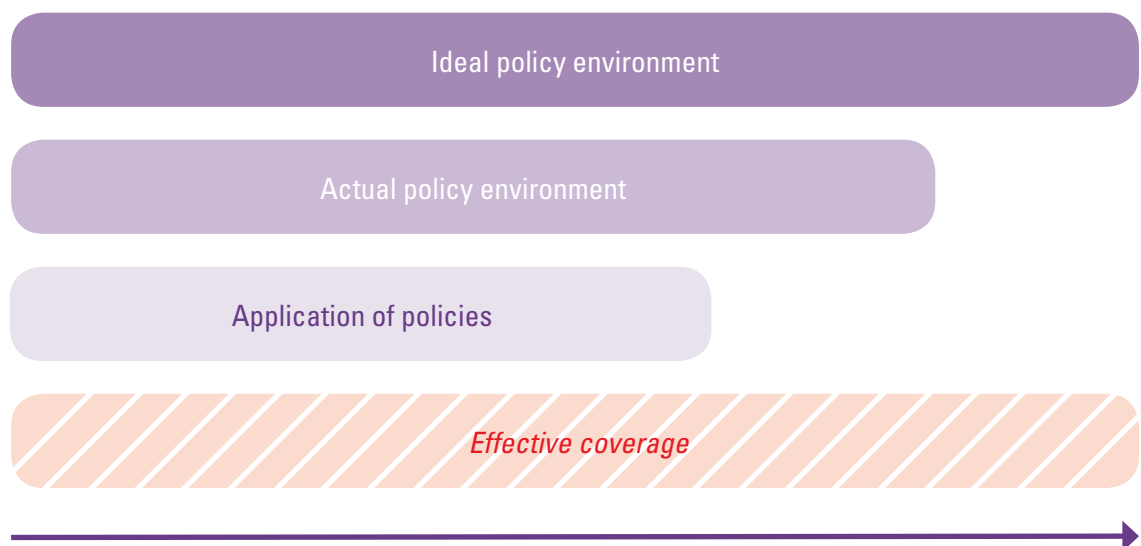 Ideal policy environment
Actual policy environment
Application of policies
Effective coverage